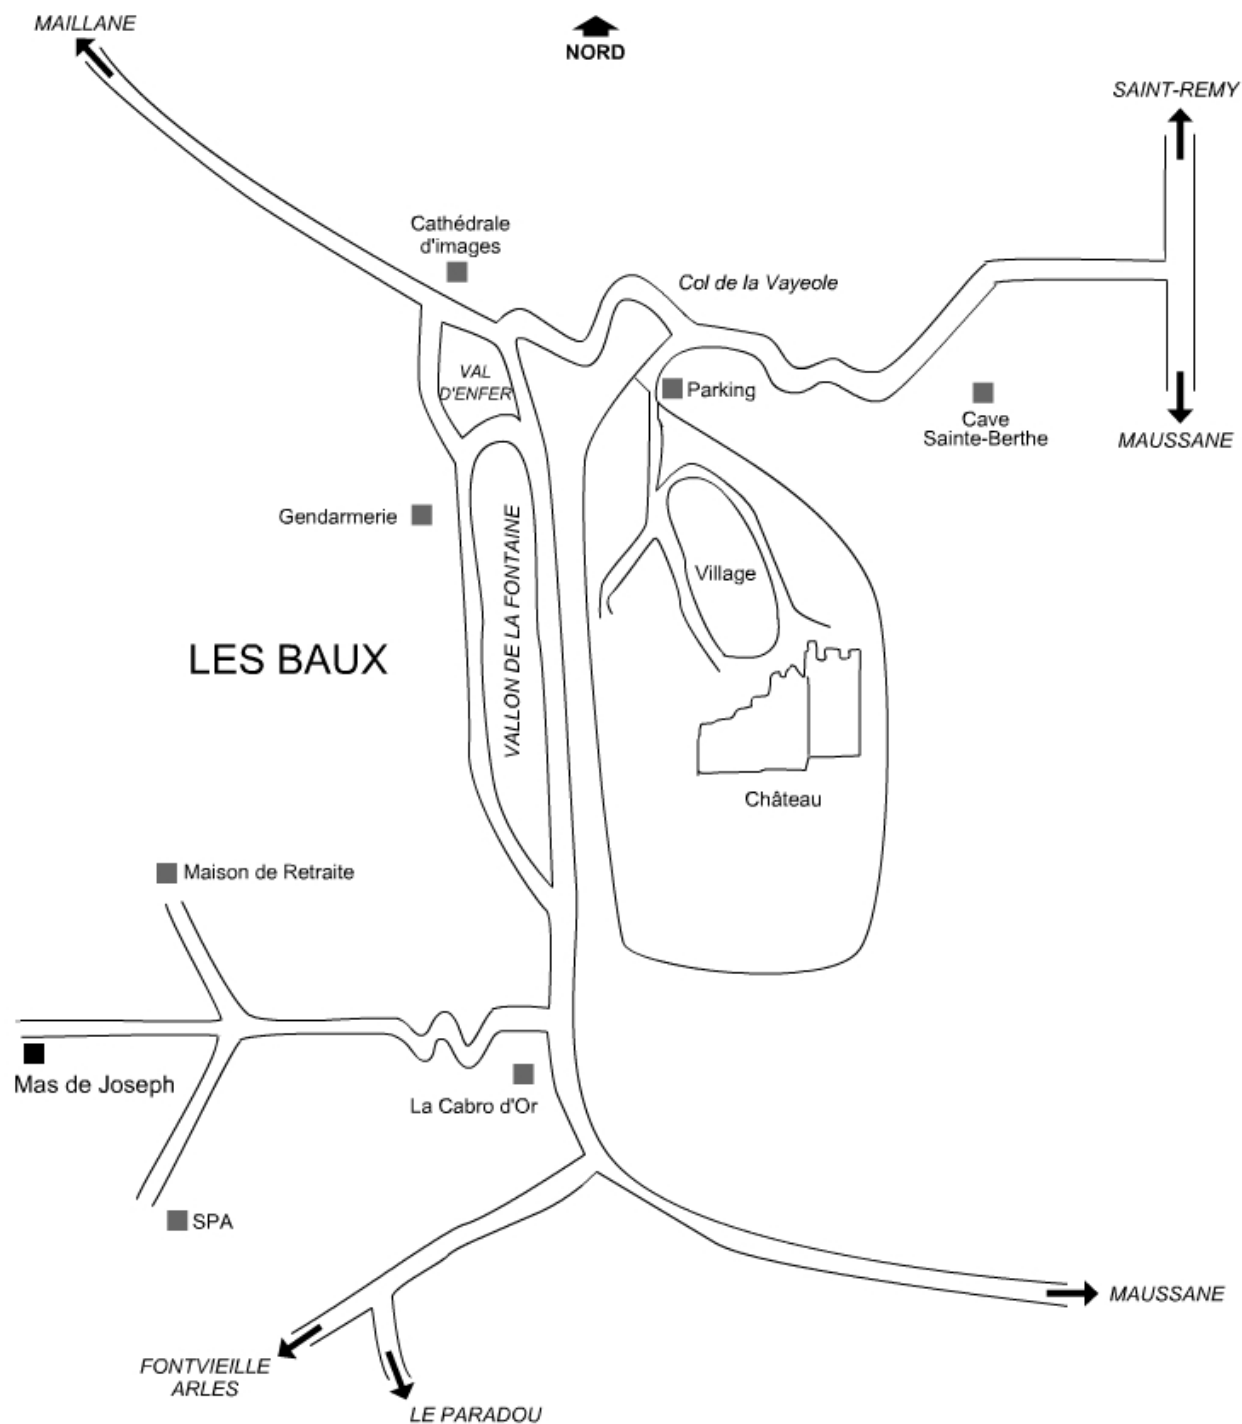 MAILLANE
NORD
SAINT-REMY
Cathédrale
d'images
Col de la Vayeole
VAL
D'ENFER
Parking
Cave
Sainte-Berthe
MAUSSANE
Gendarmerie
VALLON DE LA FONTAINE
Village
LES BAUX
Château
Maison de Retraite
Mas de Joseph
La Cabro d'Or
SPA
MAUSSANE
FONTVIEILLE
ARLES
LE PARADOU